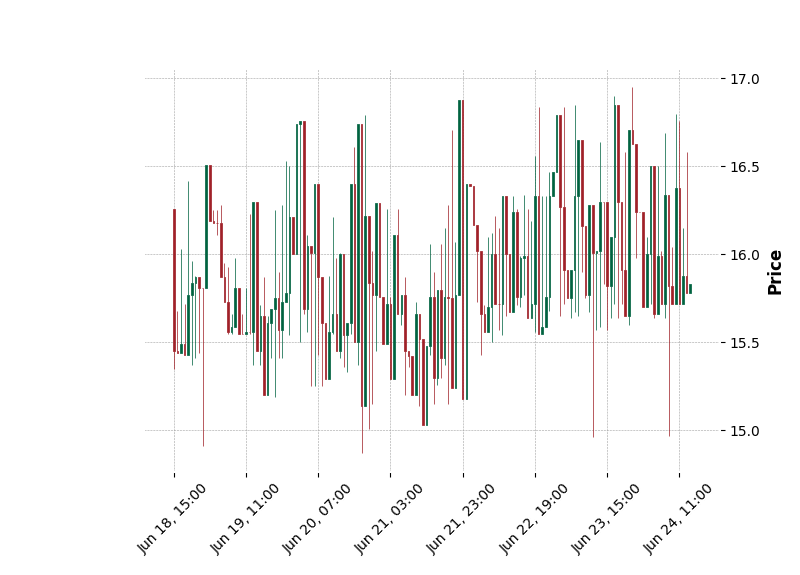 17.0
16.5
16.0
15.5
15.0
Price
Jun 18, 15:00
Jun 19, 11:00
Jun 20, 07:00
Jun 21, 03:00
Jun 21, 23:00
Jun 22, 19:00
Jun 23, 15:00
Jun 24, 11:00